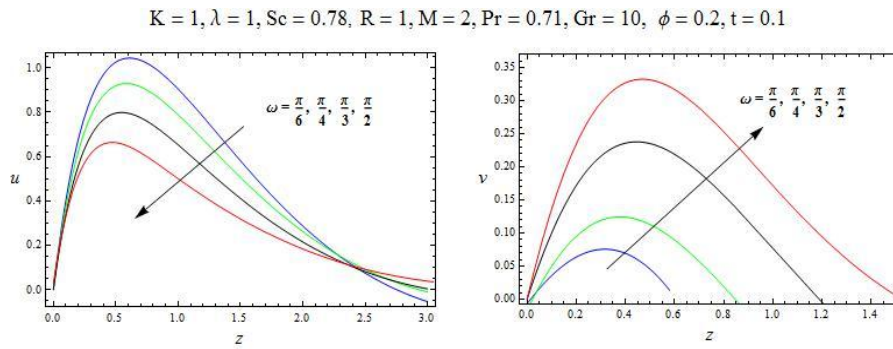 K = 1, λ = 1, Sc = 0.78, R = 1, M = 2, Pr = 0.71, Gr = 10, ϕ = 0.2, t = 0.1
1.0
0.8
0.6
0.4
0.2
0.0
u
ω = π/6, π/4, π/3, π/2
0.0 0.5 1.0 1.5 2.0 2.5 3.0
z
0.35
0.30
0.25
0.20
0.15
0.10
0.05
0.00
v
ω = π/6, π/4, π/3, π/2
0.0 0.2 0.4 0.6 0.8 1.0 1.2 1.4
z